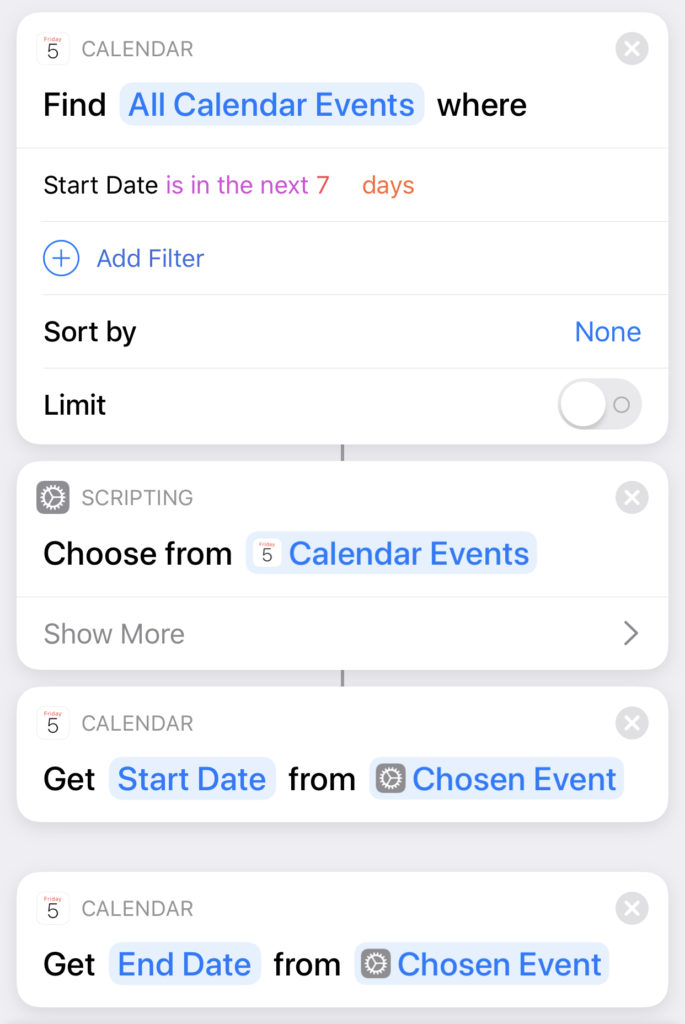 Friday
5
CALENDAR
Find All Calendar Events where
Start Date is in the next 7 days
Add Filter
Sort by None
Limit
SCRIPTING
Choose from Friday 5 Calendar Events
Show More
Friday
5
CALENDAR
Get Start Date from Chosen Event
Friday
5
CALENDAR
Get End Date from Chosen Event